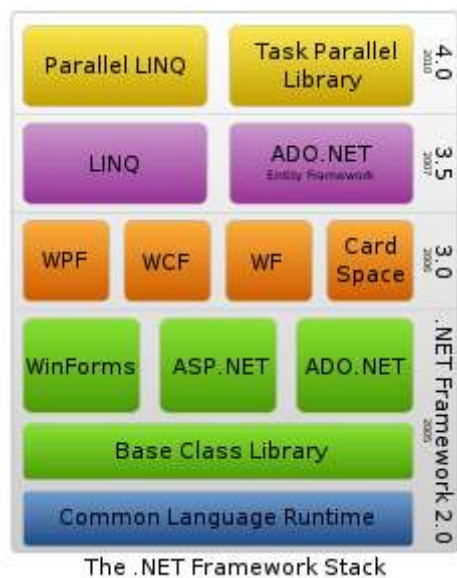 Parallel LINQ
Task Parallel
Library
4.0
2010
LINQ
ADO.NET
Entity Framework
3.5
2007
WPF
WCF
WF
Card
Space
3.0
2006
WinForms
ASP.NET
ADO.NET
Base Class Library
Common Language Runtime
.NET Framework 2.0
2005
The .NET Framework Stack